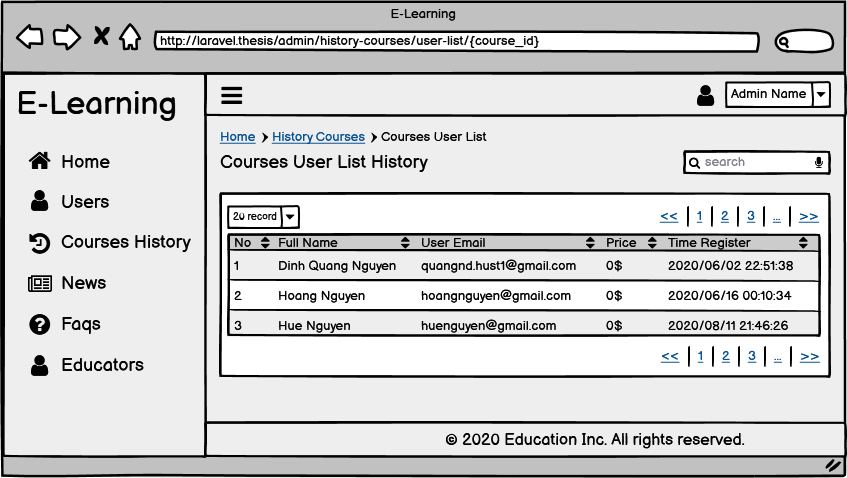 E-Learning
http://laravel.thesis/admin/history-courses/user-list/{course_id}
E-Learning
Admin Name
Home
Users
Courses History
News
Faqs
Educators
Home > History Courses > Courses User List
Courses User List History
search
20 record
<< | 1 | 2 | 3 | ... | >>
No Full Name User Email Price Time Register
1 Dinh Quang Nguyen quangnd.hust1@gmail.com 0$ 2020/06/02 22:51:38
2 Hoang Nguyen hoangnguyen@gmail.com 0$ 2020/06/16 00:10:34
3 Hue Nguyen huenguyen@gmail.com 0$ 2020/08/11 21:46:26
<< | 1 | 2 | 3 | ... | >>
© 2020 Education Inc. All rights reserved.